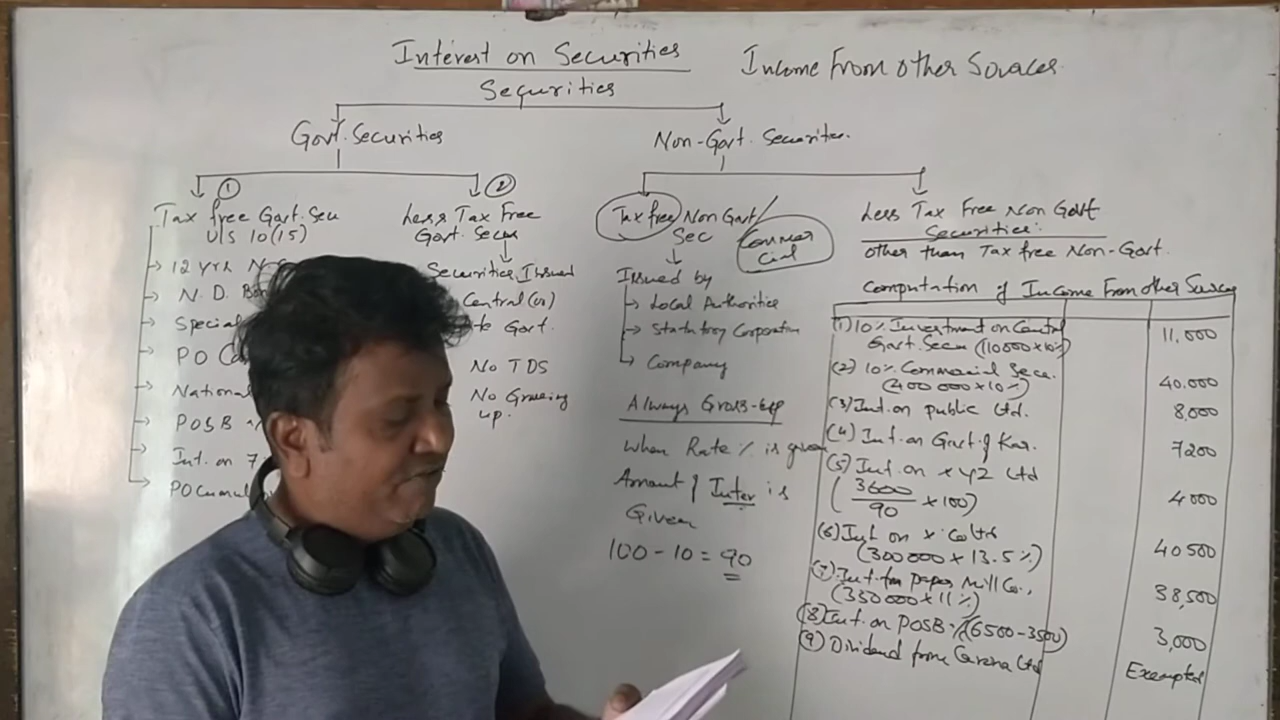 Interest on Securities
Income From other Sources
Securities
Govt. Securities
Non-Govt. Securities.
①
Tax free Govt. Secu
U/S 10(15)
12 yrs N
N. D. Bo
Special
PO C
National
POSB
Int. on 7
PO Cumul
②
Less Tax Free
Govt. Secu
Securities Issued
Central (or)
te Govt.
No TDS
No Grossing
up.
Tax free Non Govt
Sec
Commer
cial
Issued by
Local Authorities
Statutory Corporation
Company
Always Gross-up
When Rate % is given
Amount of Inter is
Given
100 - 10 = 90
Less Tax Free Non Govt
Securities:
other than Tax free Non-Govt.
Computation of Income From other Sources
(1) 10% Investment on Central
Govt. Secu (110000 x 10%) 11,000
(2) 10% Commercial Secu.
(400 000 x 10%) 40,000
(3) Int. on public Ltd. 8,000
(4) Int. on Govt. of Kar. 7200
(5) Int. on xyz Ltd
(3600/90 x 100) 4000
(6) Int on x Co Ltd
(300000 x 13.5%) 40500
(7) Int. from paper Mill Co.,
(350000 x 11%) 38,500
(8) Int. on POSB (6500-3500) 3,000
(9) Dividend from Ltd Exempted